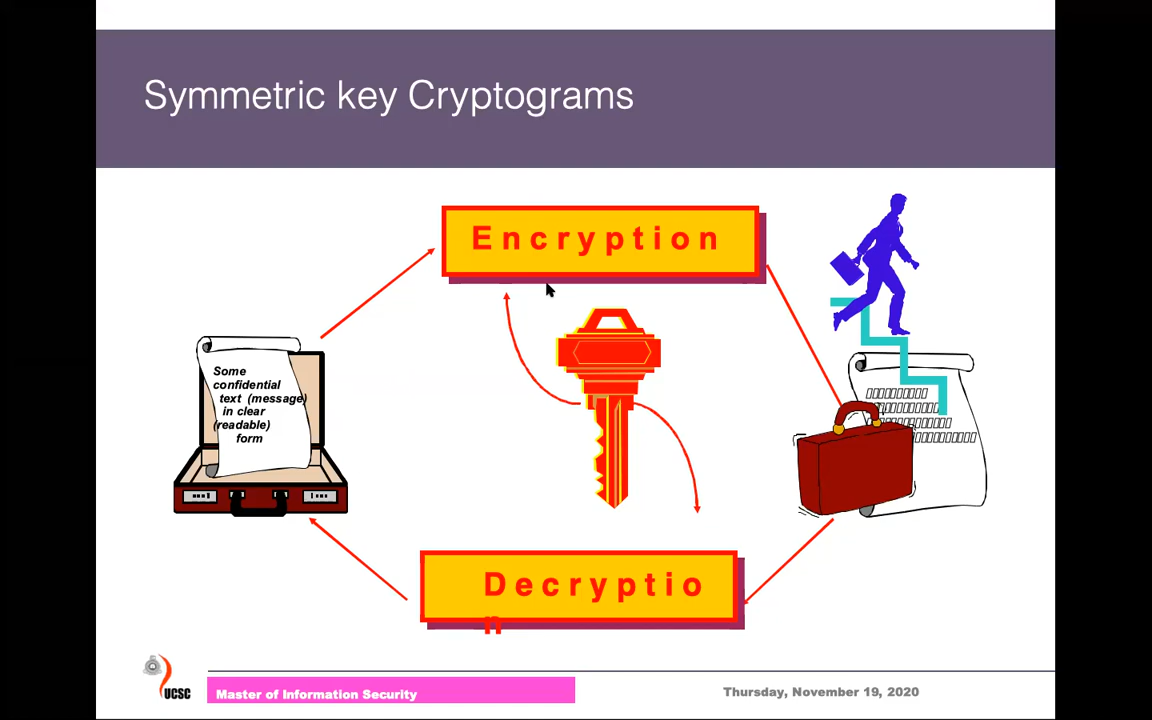 Symmetric key Cryptograms
Encryption
Some
confidential
text (message)
in clear
(readable)
form
Decryptio
n
UCSC
Master of Information Security
Thursday, November 19, 2020